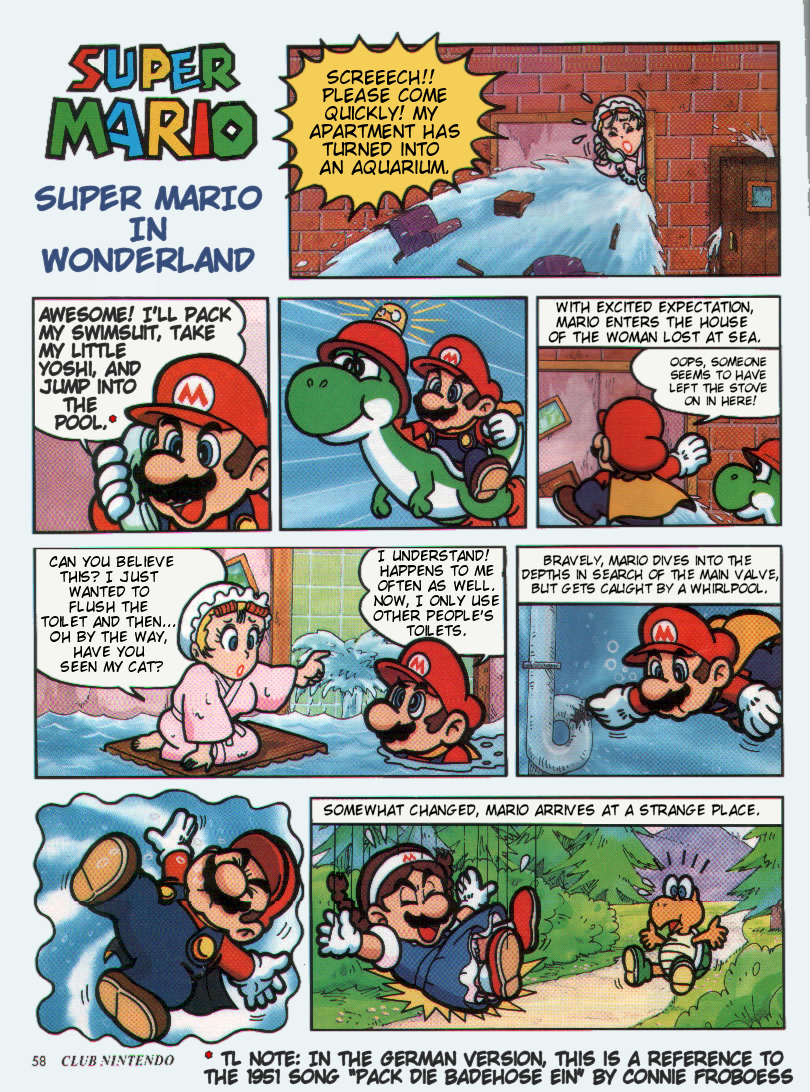 SUPER
MARIO
SUPER MARIO
IN
WONDERLAND
SCREEECH!!
PLEASE COME
QUICKLY! MY
APARTMENT HAS
TURNED INTO
AN AQUARIUM.
AWESOME! I'LL PACK
MY SWIMSUIT, TAKE
MY LITTLE
YOSHI, AND
JUMP INTO
THE
POOL.*
M
M
WITH EXCITED EXPECTATION,
MARIO ENTERS THE HOUSE
OF THE WOMAN LOST AT SEA.
OOPS, SOMEONE
SEEMS TO HAVE
LEFT THE STOVE
ON IN HERE!
CAN YOU BELIEVE
THIS? I JUST
WANTED TO
FLUSH THE
TOILET AND THEN...
OH BY THE WAY,
HAVE YOU
SEEN MY CAT?
I UNDERSTAND!
HAPPENS TO ME
OFTEN AS WELL.
NOW, I ONLY USE
OTHER PEOPLE'S
TOILETS.
M
BRAVELY, MARIO DIVES INTO THE
DEPTHS IN SEARCH OF THE MAIN VALVE,
BUT GETS CAUGHT BY A WHIRLPOOL.
M
SOMEWHAT CHANGED, MARIO ARRIVES AT A STRANGE PLACE.
M
58 CLUB NINTENDO
* TL NOTE: IN THE GERMAN VERSION, THIS IS A REFERENCE TO
THE 1951 SONG "PACK DIE BADEHOSE EIN" BY CONNIE FROBOESS